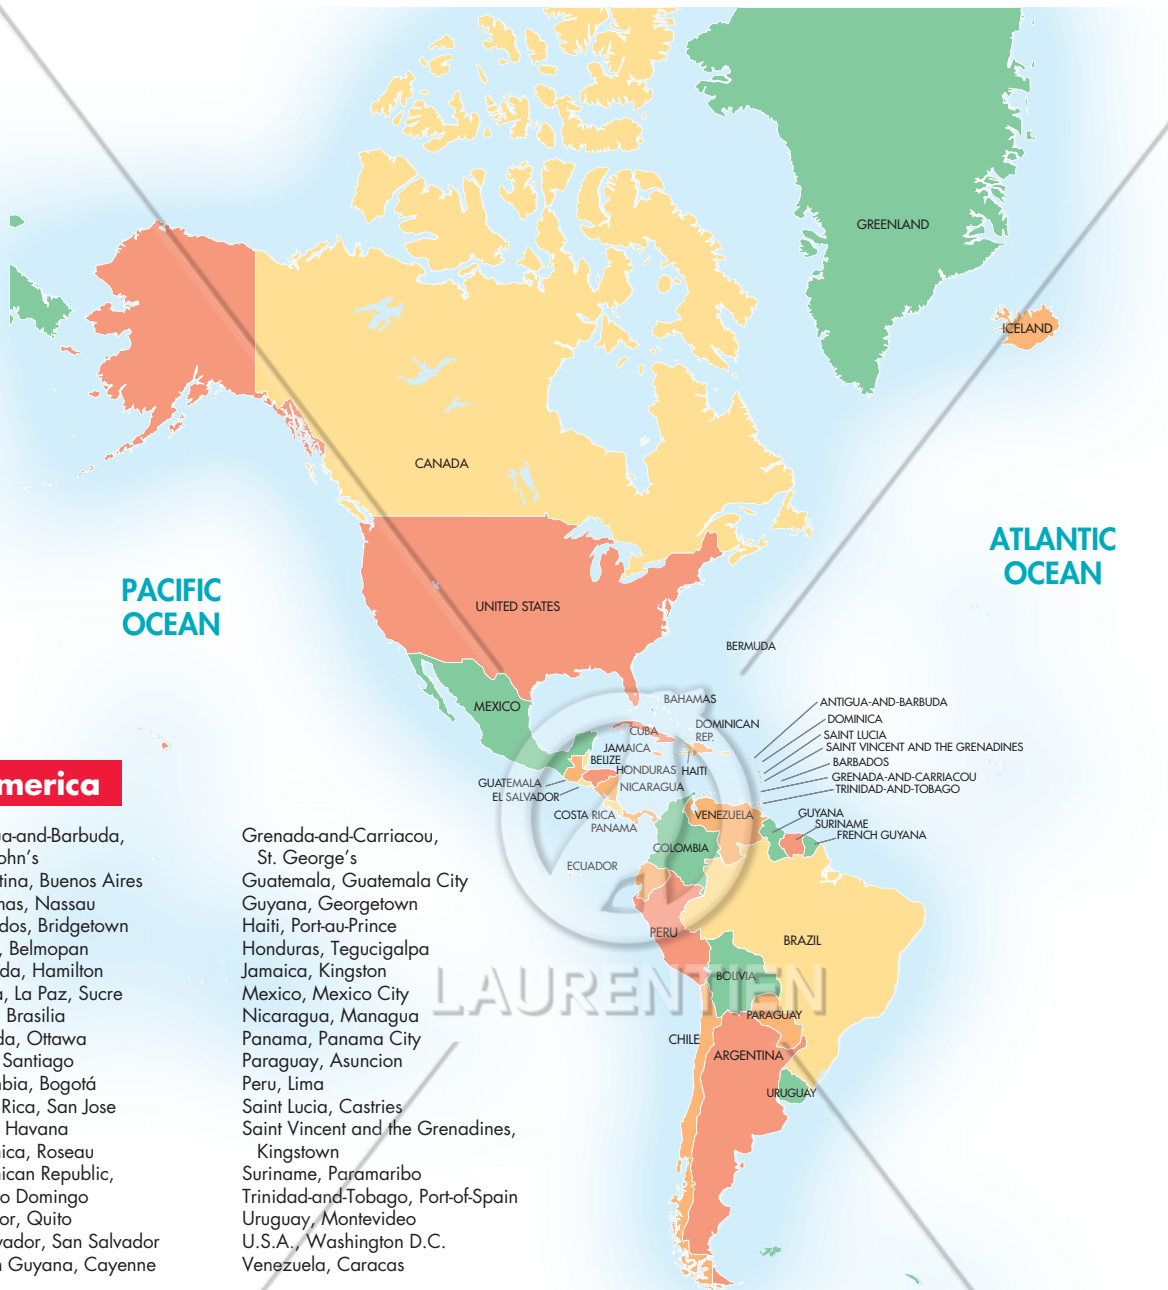 GREENLAND
ICELAND
CANADA
ATLANTIC
OCEAN
PACIFIC
OCEAN
UNITED STATES
BERMUDA
MEXICO
BAHAMAS
CUBA
DOMINICAN
REP.
JAMAICA
BELIZE
HONDURAS
HAITI
GUATEMALA
NICARAGUA
EL SALVADOR
COSTA RICA
PANAMA
ANTIGUA-AND-BARBUDA
DOMINICA
SAINT LUCIA
SAINT VINCENT AND THE GRENADINES
BARBADOS
GRENADA-AND-CARRIACOU
TRINIDAD-AND-TOBAGO
VENEZUELA
GUYANA
SURINAME
FRENCH GUYANA
COLOMBIA
ECUADOR
PERU
BRAZIL
BOLIVIA
LAURENTIEN
PARAGUAY
CHILE
ARGENTINA
URUGUAY
merica
ua-and-Barbuda,
ohn's
tina, Buenos Aires
mas, Nassau
dos, Bridgetown
, Belmopan
da, Hamilton
a, La Paz, Sucre
, Brasilia
da, Ottawa
, Santiago
mbia, Bogotá
Rica, San Jose
, Havana
nica, Roseau
nican Republic,
o Domingo
or, Quito
vador, San Salvador
h Guyana, Cayenne
Grenada-and-Carriacou,
St. George's
Guatemala, Guatemala City
Guyana, Georgetown
Haiti, Port-au-Prince
Honduras, Tegucigalpa
Jamaica, Kingston
Mexico, Mexico City
Nicaragua, Managua
Panama, Panama City
Paraguay, Asuncion
Peru, Lima
Saint Lucia, Castries
Saint Vincent and the Grenadines,
Kingstown
Suriname, Paramaribo
Trinidad-and-Tobago, Port-of-Spain
Uruguay, Montevideo
U.S.A., Washington D.C.
Venezuela, Caracas